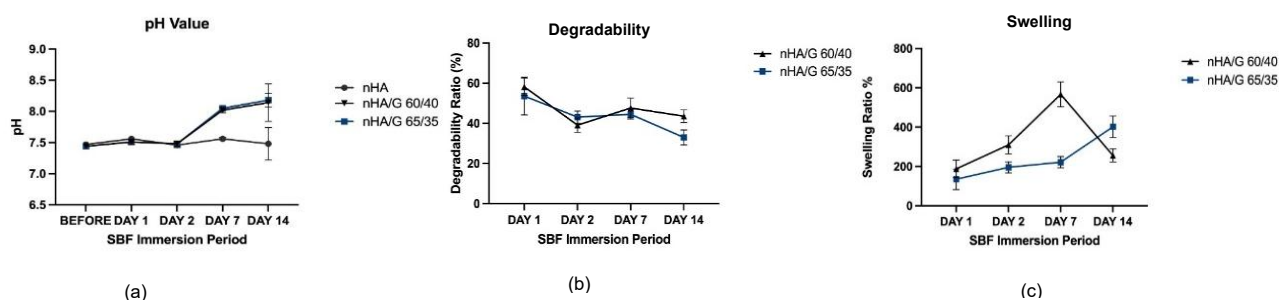 pH Value
9.0
8.5
8.0
7.5
7.0
6.5
pH
BEFORE DAY 1 DAY 2 DAY 7 DAY 14
SBF Immersion Period
nHA
nHA/G 60/40
nHA/G 65/35
(a)
Degradability
80
60
40
20
0
Degradability Ratio (%)
DAY 1 DAY 2 DAY 7 DAY 14
SBF Immersion Period
nHA/G 60/40
nHA/G 65/35
(b)
Swelling
800
600
400
200
0
Swelling Ratio %
DAY 1 DAY 2 DAY 7 DAY 14
SBF Immersion Period
nHA/G 60/40
nHA/G 65/35
(c)